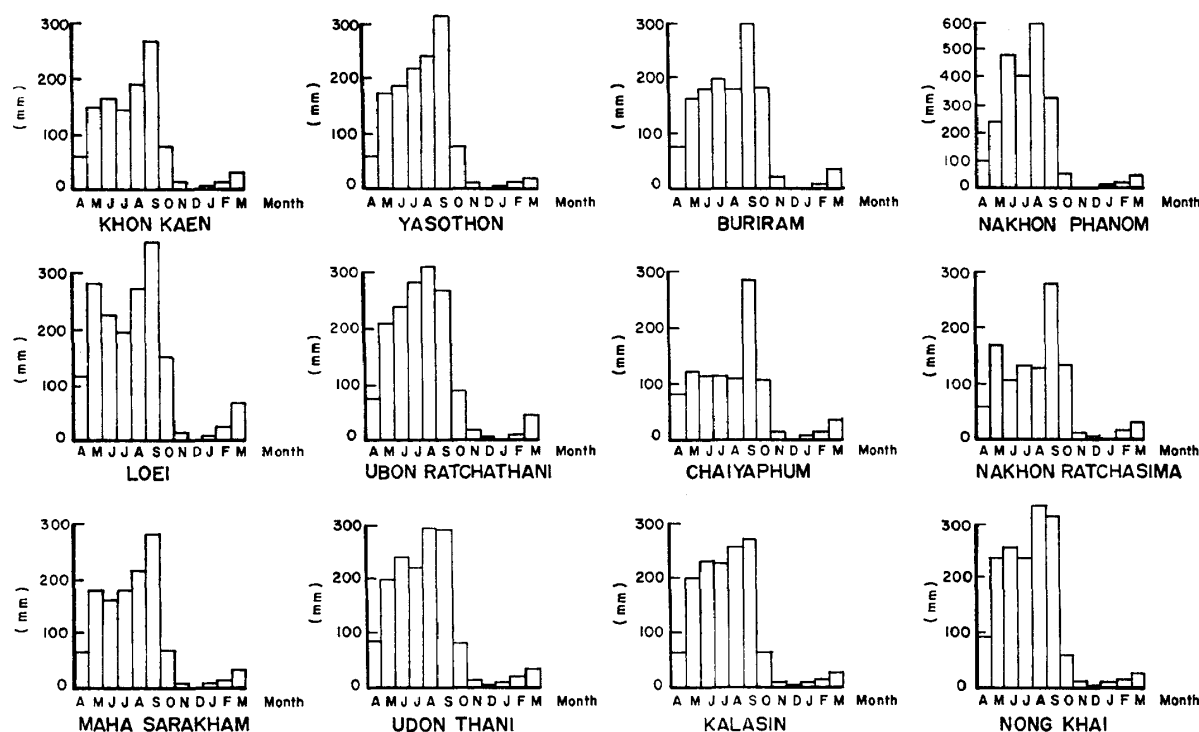 300
200
100
0
(mm)
A M J J A S O N D J F M Month
KHON KAEN
300
200
100
0
(mm)
A M J J A S O N D J F M Month
YASOTHON
300
200
100
0
(mm)
A M J J A S O N D J F M Month
BURIRAM
600
500
400
300
200
100
0
(mm)
A M J J A S O N D J F M Month
NAKHON PHANOM
300
200
100
0
(mm)
A M J J A S O N D J F M Month
LOEI
300
200
100
0
(mm)
A M J J A S O N D J F M Month
UBON RATCHATHANI
300
200
100
0
(mm)
A M J J A S O N D J F M Month
CHAIYAPHUM
300
200
100
0
(mm)
A M J J A S O N D J F M Month
NAKHON RATCHASIMA
300
200
100
0
(mm)
A M J J A S O N D J F M Month
MAHA SARAKHAM
300
200
100
0
(mm)
A M J J A S O N D J F M Month
UDON THANI
300
200
100
0
(mm)
A M J J A S O N D J F M Month
KALASIN
300
200
100
0
(mm)
A M J J A S O N D J F M Month
NONG KHAI